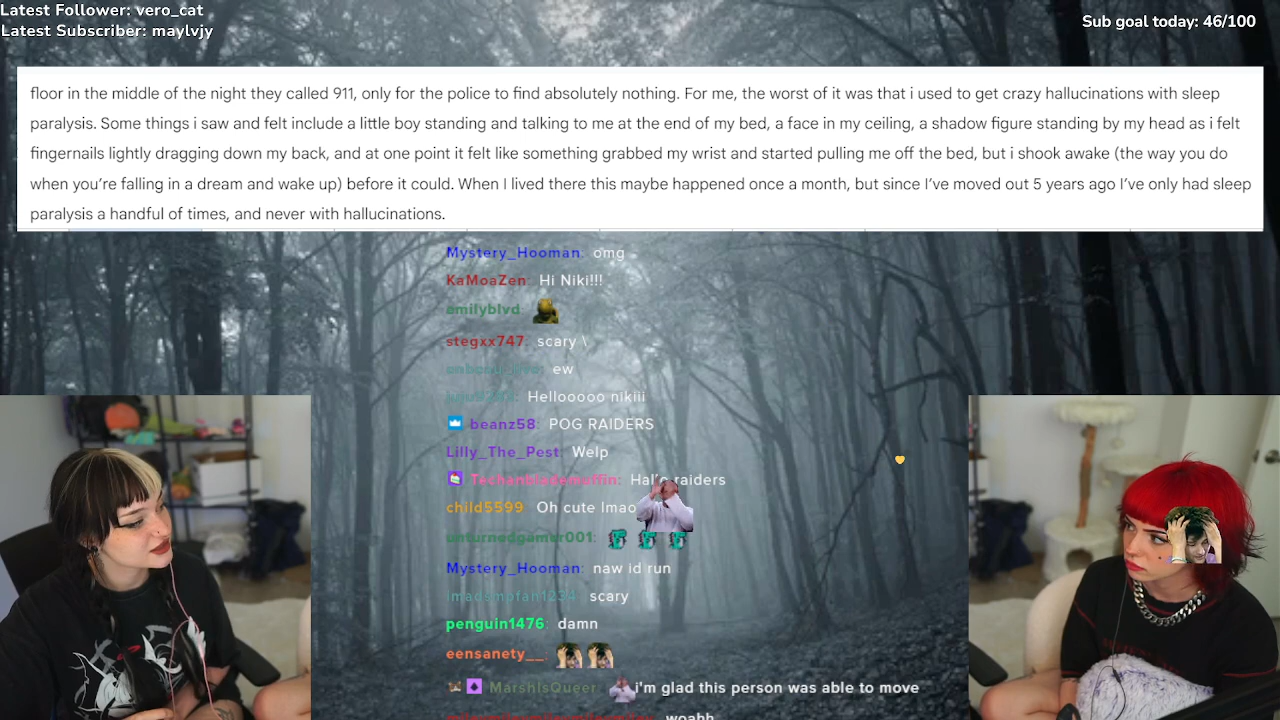 Latest Follower: vero_cat
Latest Subscriber: maylvjy
Sub goal today: 46/100
floor in the middle of the night they called 911, only for the police to find absolutely nothing. For me, the worst of it was that i used to get crazy hallucinations with sleep
paralysis. Some things i saw and felt include a little boy standing and talking to me at the end of my bed, a face in my ceiling, a shadow figure standing by my head as i felt
fingernails lightly dragging down my back, and at one point it felt like something grabbed my wrist and started pulling me off the bed, but i shook awake (the way you do
when you're falling in a dream and wake up) before it could. When I lived there this maybe happened once a month, but since I've moved out 5 years ago I've only had sleep
paralysis a handful of times, and never with hallucinations.
Mystery_Hooman: omg
KaMoaZen: Hi Niki!!!
emilyblvd:
stegxx747: scary \
ew
Hellooooo nikiii
beanz58: POG RAIDERS
Lilly_The_Pest: Welp
raiders
child5599: Oh cute lmao
unturnedgamer001:
Mystery_Hooman: naw id run
scary
penguin1476: damn
eensanety__:
MarshIsQueer: i'm glad this person was able to move
woahh